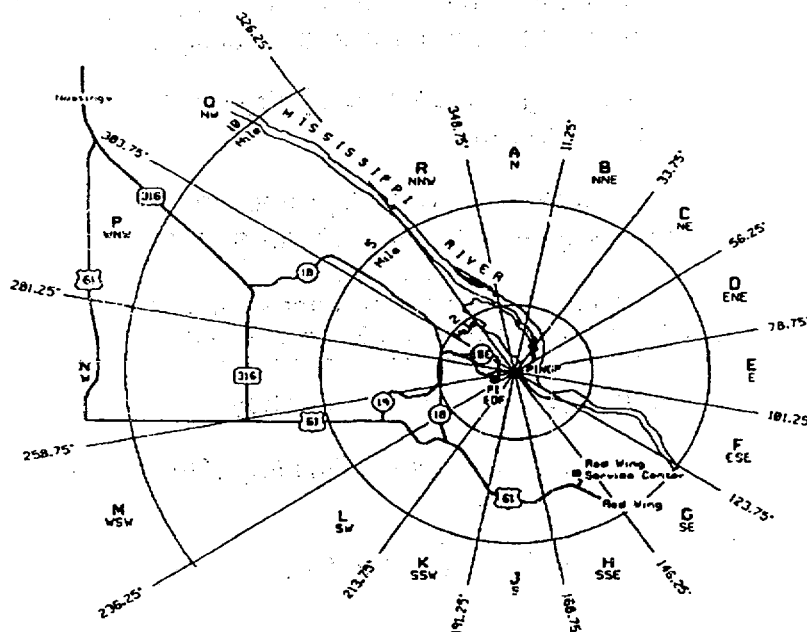 326.25°
Hastings
Q
NW
10
Mile
MISSISSIPPI
RIVER
348.75°
A
N
11.25°
B
NNE
33.75°
R
NNW
C
NE
303.75°
316
P
WNW
5
Mile
56.25°
D
ENE
61
18
281.25°
78.75°
2
PINGP
E
E
316
PI
EOF
19
18
61
101.25°
258.75°
F
ESE
Red Wing
Service Center
123.75°
61
Red Wing
M
WSW
L
SW
G
SE
K
SSW
J
S
H
SSE
236.25°
213.75°
191.25°
168.75°
146.25°